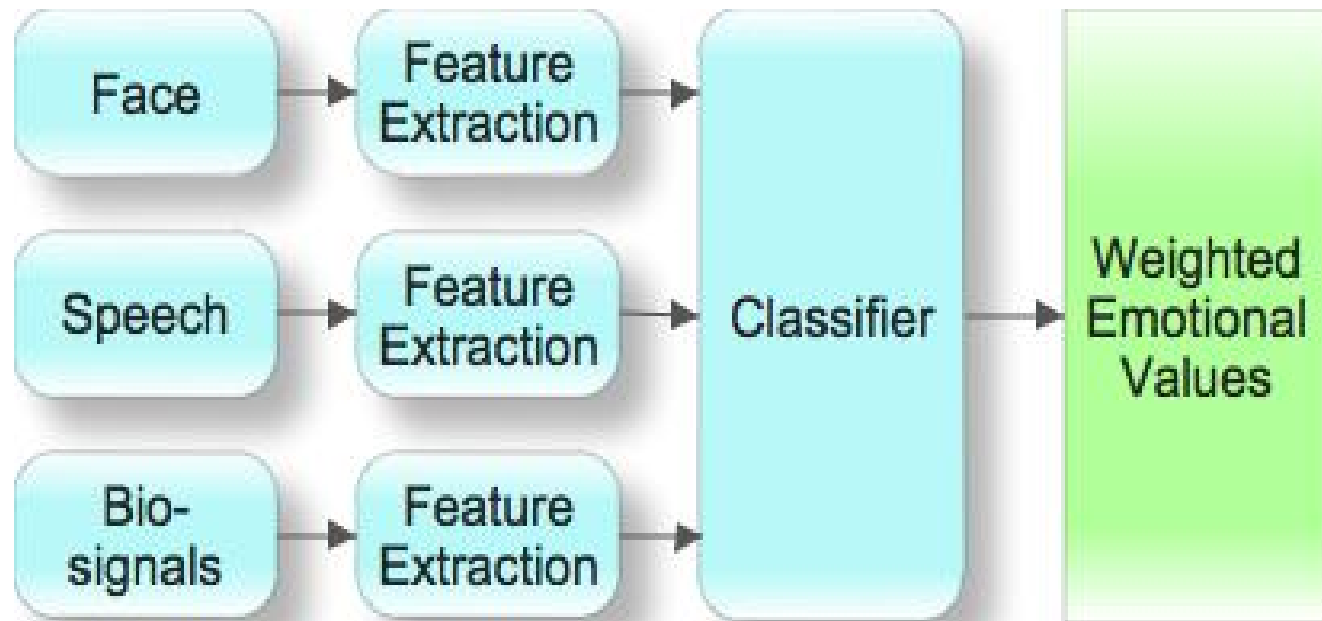 Face
Feature
Extraction
Speech
Feature
Extraction
Bio-
signals
Feature
Extraction
Classifier
Weighted
Emotional
Values